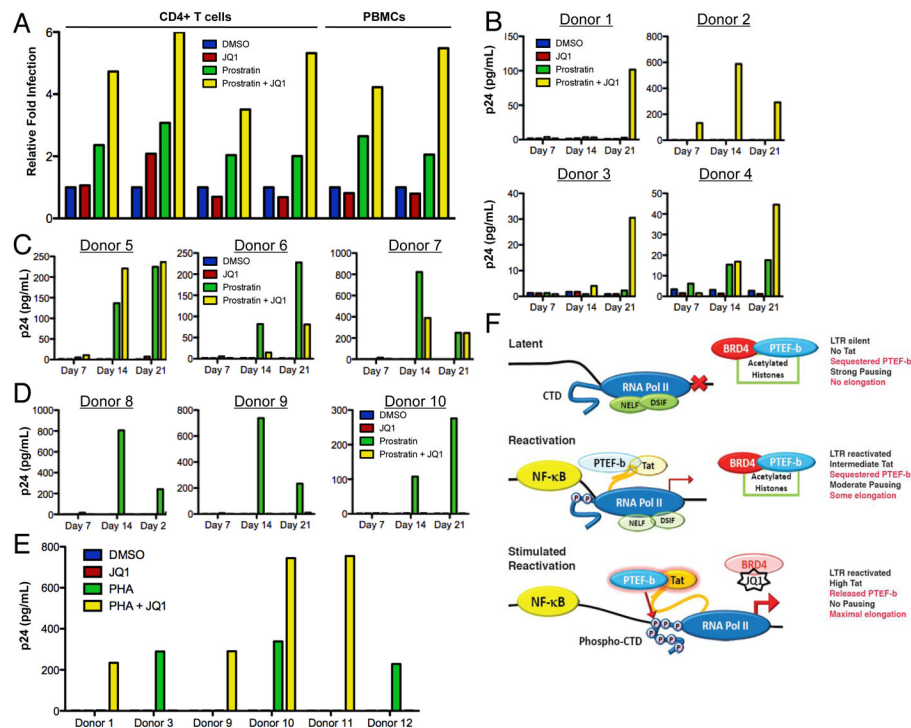 A
CD4+ T cells
PBMCs
Relative Fold Infection
6
4
2
0
DMSO
JQ1
Prostratin
Prostratin + JQ1
B
Donor 1
Donor 2
p24 (pg/mL)
150
100
50
0
DMSO
JQ1
Prostratin
Prostratin + JQ1
Day 7 Day 14 Day 21
800
600
400
200
0
Day 7 Day 14 Day 21
Donor 3
Donor 4
p24 (pg/mL)
40
30
20
10
0
Day 7 Day 14 Day 21
50
40
30
20
10
0
Day 7 Day 14 Day 21
C
Donor 5
Donor 6
Donor 7
p24 (pg/mL)
250
200
150
100
50
0
Day 7 Day 14 Day 21
250
200
150
100
50
0
DMSO
JQ1
Prostratin
Prostratin + JQ1
Day 7 Day 14 Day 21
1000
800
600
400
200
0
Day 7 Day 14 Day 21
D
Donor 8
Donor 9
Donor 10
p24 (pg/mL)
1000
800
600
400
200
0
Day 7 Day 14 Day 2
800
600
400
200
0
Day 7 Day 14 Day 21
300
200
100
0
DMSO
JQ1
Prostratin
Prostratin + JQ1
Day 7 Day 14 Day 21
E
p24 (pg/mL)
800
600
400
200
0
DMSO
JQ1
PHA
PHA + JQ1
Donor 1 Donor 3 Donor 9 Donor 10 Donor 11 Donor 12
F
Latent
CTD
RNA Pol II
NELF
DSIF
BRD4
PTEF-b
Acetylated
Histones
LTR silent
No Tat
Sequestered PTEF-b
Strong Pausing
No elongation
Reactivation
NF-κB
PTEF-b
Tat
P P
RNA Pol II
NELF
DSIF
BRD4
PTEF-b
Acetylated
Histones
LTR reactivated
Intermediate Tat
Sequestered PTEF-b
Moderate Pausing
Some elongation
Stimulated
Reactivation
NF-κB
PTEF-b
Tat
BRD4
JQ1
P P P
P P P P
RNA Pol II
Phospho-CTD
LTR reactivated
High Tat
Released PTEF-b
No Pausing
Maximal elongation